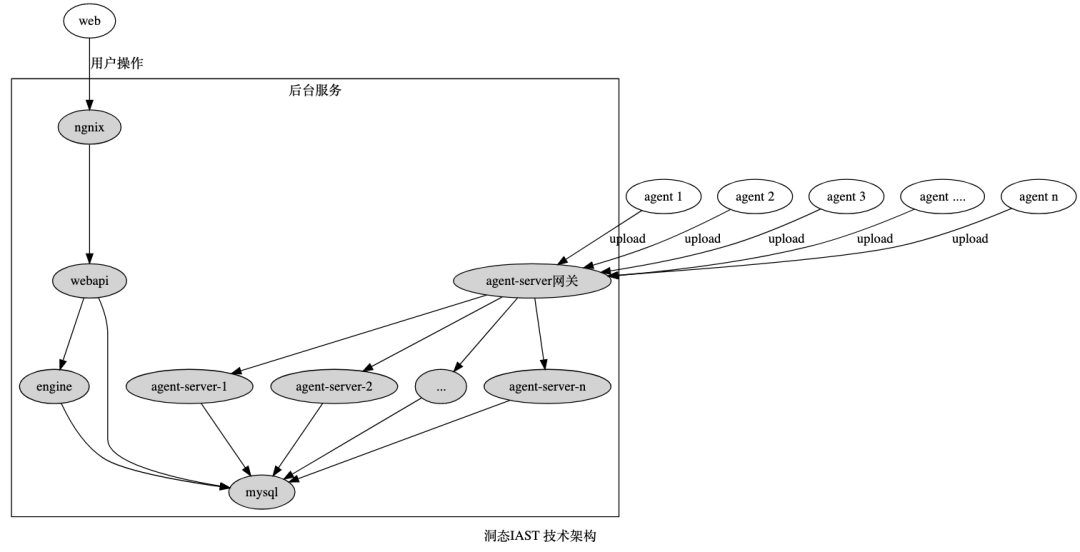 web
用户操作
后台服务
ngnix
agent 1
agent 2
agent 3
agent ....
agent n
upload
upload
upload
upload
upload
webapi
agent-server网关
engine
agent-server-1
agent-server-2
...
agent-server-n
mysql
洞态IAST 技术架构